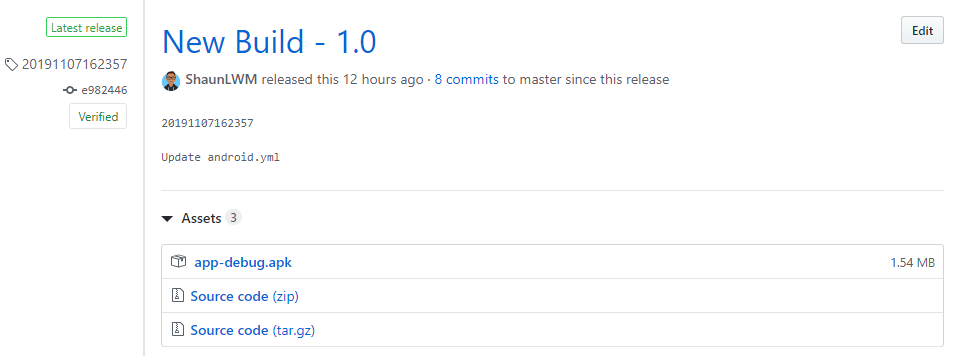 Latest release
20191107162357
e982446
Verified
New Build - 1.0
Edit
ShaunLWM released this 12 hours ago · 8 commits to master since this release
20191107162357
Update android.yml
Assets 3
app-debug.apk 1.54 MB
Source code (zip)
Source code (tar.gz)